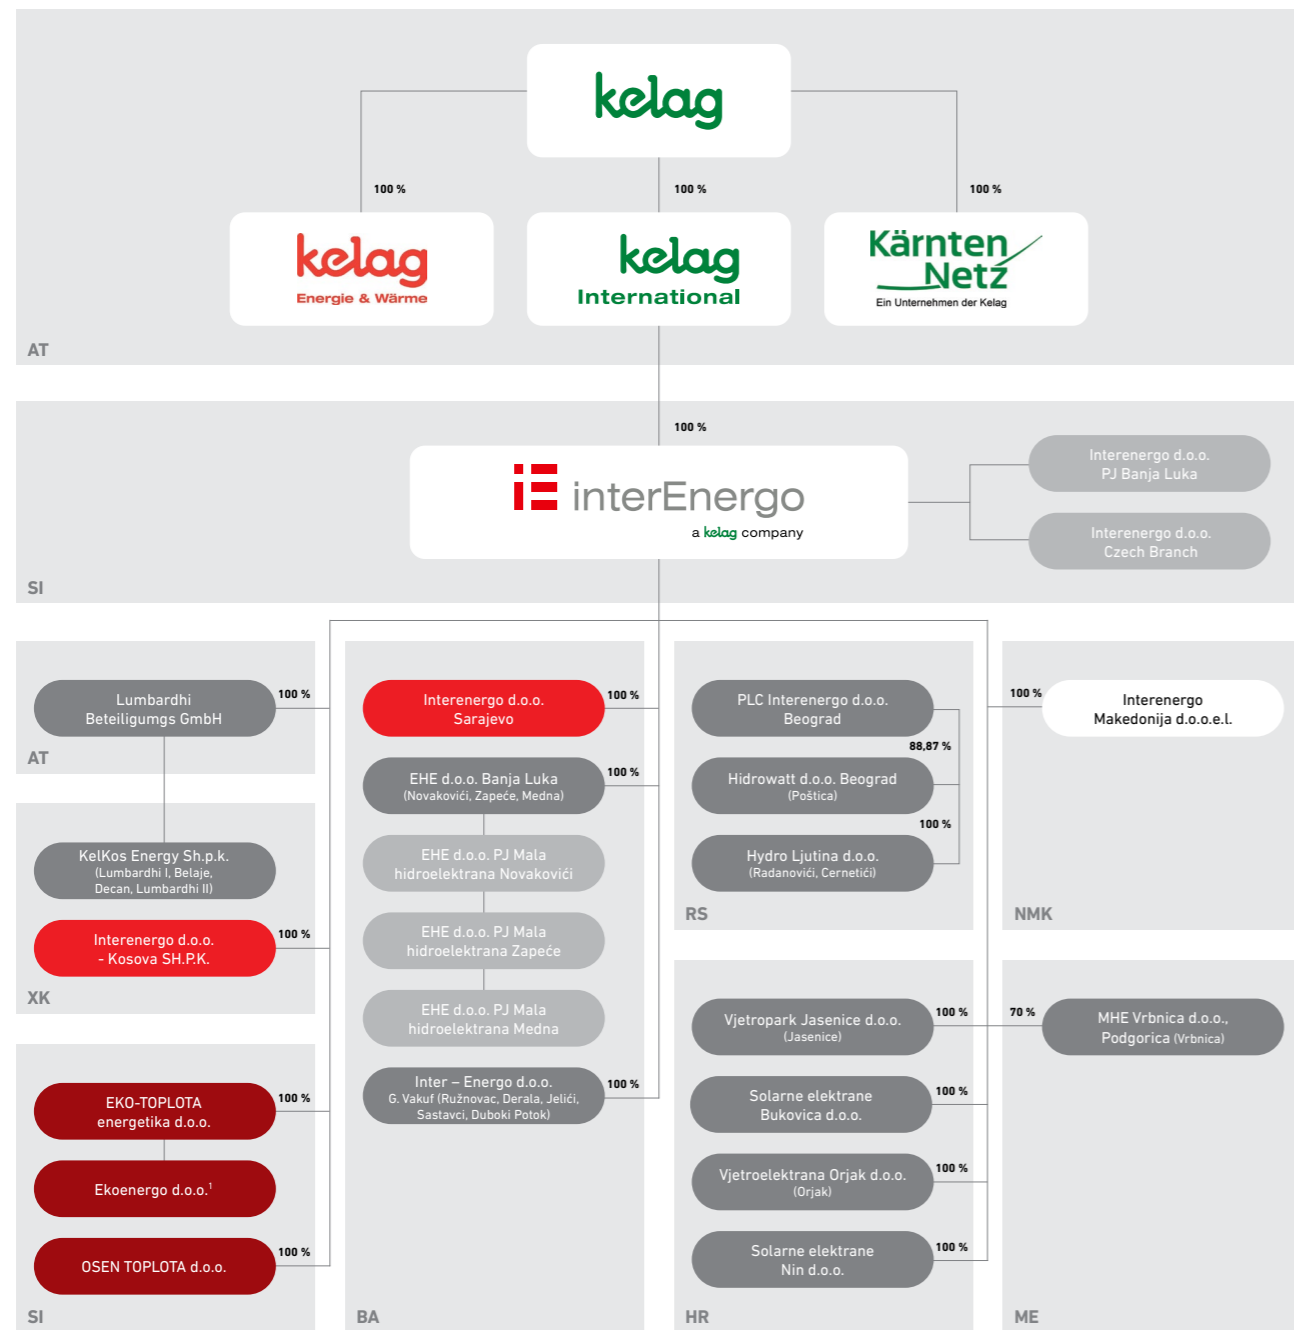 kelag
100 %
100 %
100 %
kelag
Energie & Wärme
kelag
International
Kärnten
Netz
Ein Unternehmen der Kelag
AT
100 %
interEnergo
a kelag company
Interenergo d.o.o.
PJ Banja Luka
Interenergo d.o.o.
Czech Branch
SI
Lumbardhi
Beteiligumgs GmbH
100 %
AT
KelKos Energy Sh.p.k.
(Lumbardhi I, Belaje,
Decan, Lumbardhi II)
Interenergo d.o.o.
- Kosova SH.P.K.
100 %
XK
EKO-TOPLOTA
energetika d.o.o.
100 %
Ekoenergo d.o.o.¹
OSEN TOPLOTA d.o.o.
100 %
SI
Interenergo d.o.o.
Sarajevo
100 %
EHE d.o.o. Banja Luka
(Novakovići, Zapeće, Medna)
100 %
EHE d.o.o. PJ Mala
hidroelektrana Novakovići
EHE d.o.o. PJ Mala
hidroelektrana Zapeće
EHE d.o.o. PJ Mala
hidroelektrana Medna
Inter – Energo d.o.o.
G. Vakuf (Ružnovac, Derala, Jelići,
Sastavci, Duboki Potok)
100 %
BA
PLC Interenergo d.o.o.
Beograd
88,87 %
Hidrowatt d.o.o. Beograd
(Poštica)
100 %
Hydro Ljutina d.o.o.
(Radanovići, Cernetići)
RS
100 %
Interenergo
Makedonija d.o.o.e.l.
NMK
Vjetropark Jasenice d.o.o.
(Jasenice)
100 %
Solarne elektrane
Bukovica d.o.o.
100 %
Vjetroelektrana Orjak d.o.o.
(Orjak)
100 %
Solarne elektrane
Nin d.o.o.
100 %
HR
70 %
MHE Vrbnica d.o.o.,
Podgorica (Vrbnica)
ME